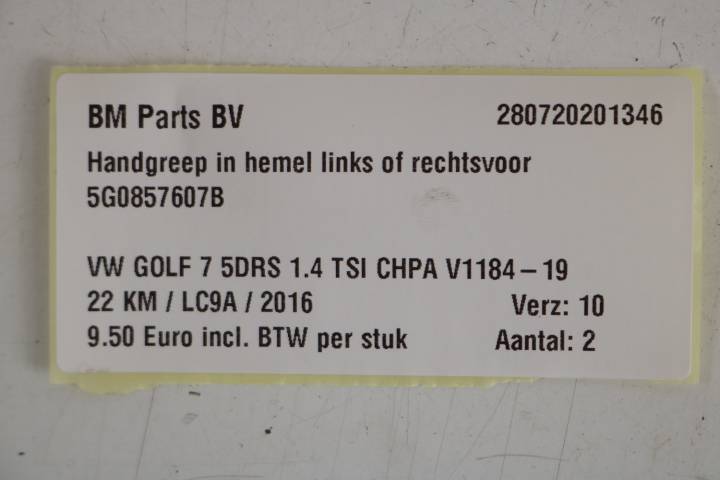 BM Parts BV 280720201346
Handgreep in hemel links of rechtsvoor
5G0857607B
VW GOLF 7 5DRS 1.4 TSI CHPA V1184-19
22 KM / LC9A / 2016 Verz: 10
9.50 Euro incl. BTW per stuk Aantal: 2